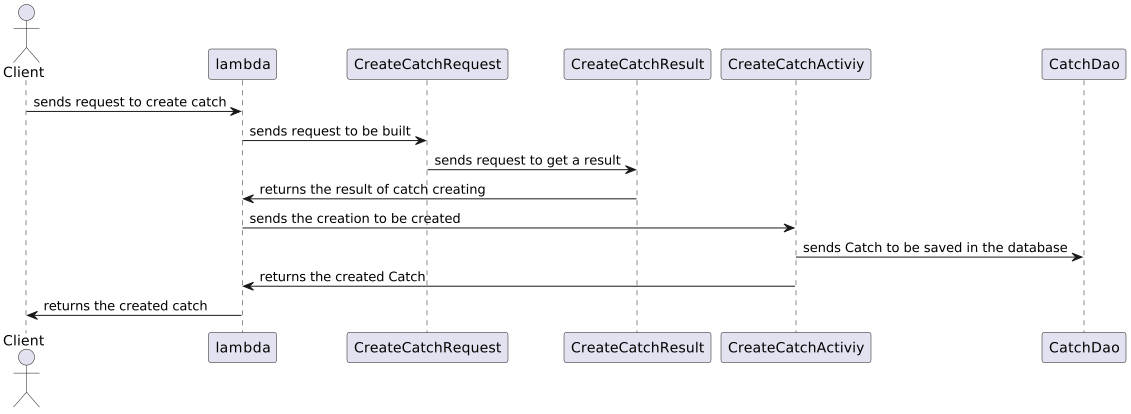 Client
lambda
CreateCatchRequest
CreateCatchResult
CreateCatchActiviy
CatchDao
sends request to create catch
sends request to be built
sends request to get a result
returns the result of catch creating
sends the creation to be created
sends Catch to be saved in the database
returns the created Catch
returns the created catch
Client
lambda
CreateCatchRequest
CreateCatchResult
CreateCatchActiviy
CatchDao